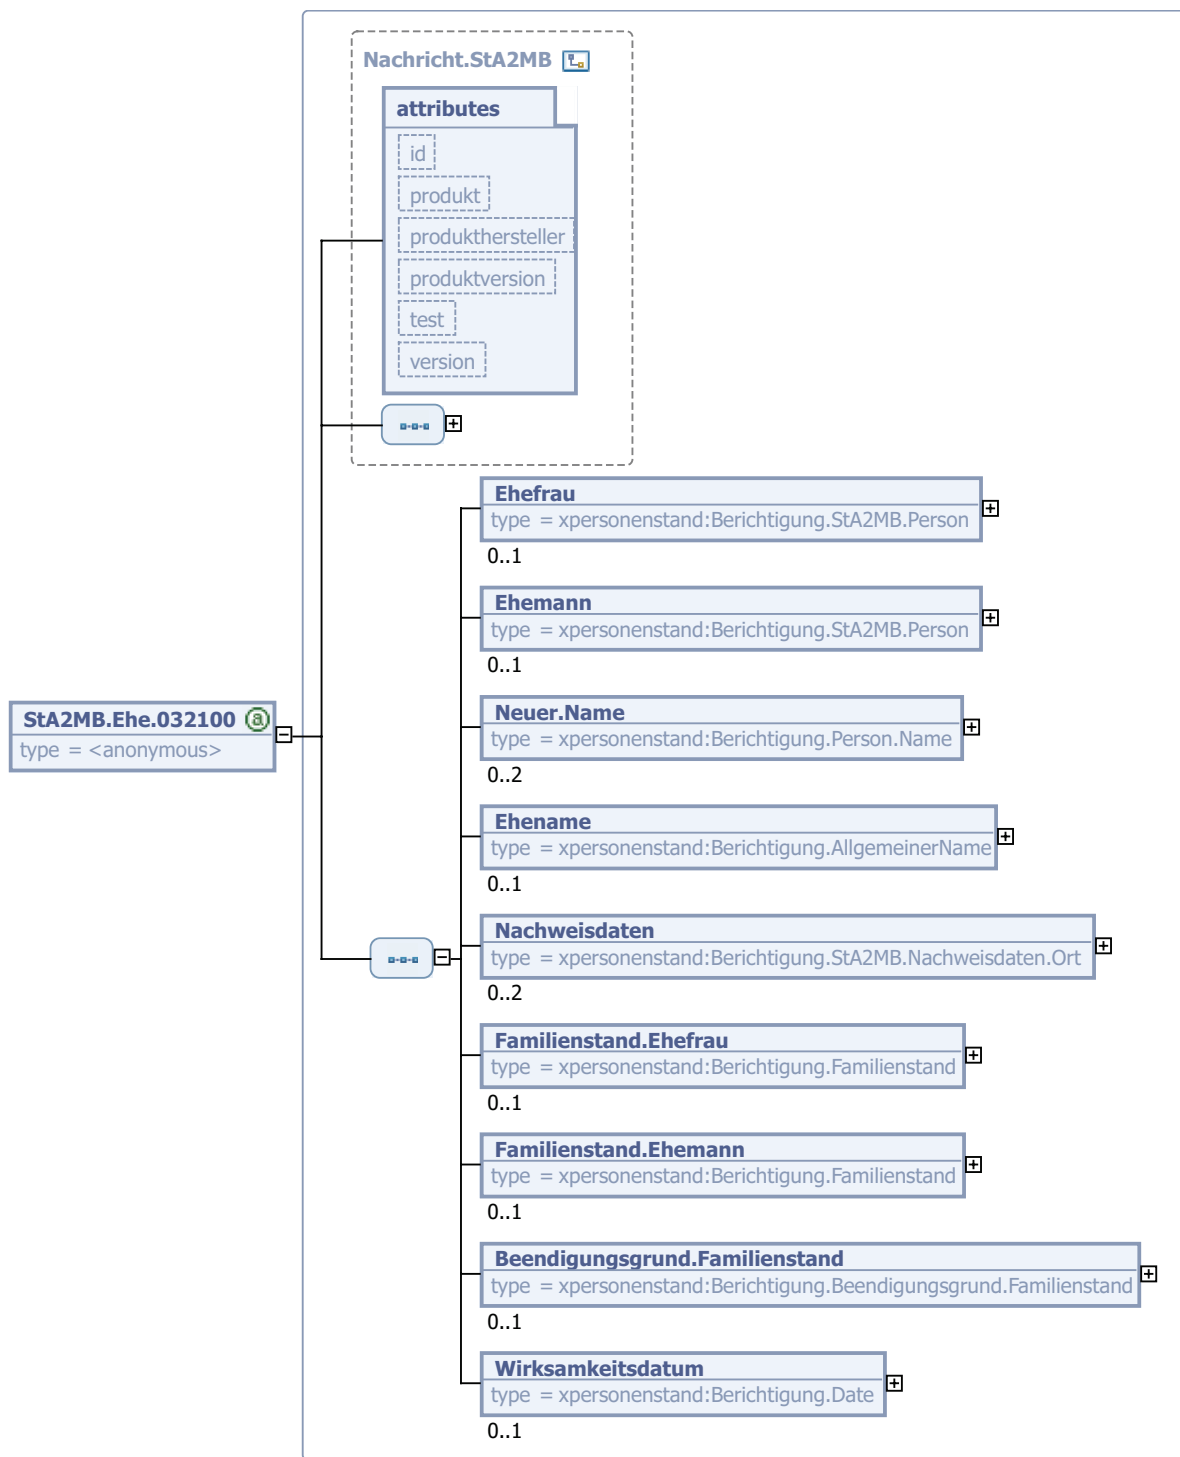 Nachricht.StA2MB
attributes
id
produkt
produkthersteller
produktversion
test
version
Ehefrau
type = xpersonenstand:Berichtigung.StA2MB.Person
0..1
Ehemann
type = xpersonenstand:Berichtigung.StA2MB.Person
0..1
Neuer.Name
type = xpersonenstand:Berichtigung.Person.Name
0..2
StA2MB.Ehe.032100 @
type = <anonymous>
Ehename
type = xpersonenstand:Berichtigung.AllgemeinerName
0..1
Nachweisdaten
type = xpersonenstand:Berichtigung.StA2MB.Nachweisdaten.Ort
0..2
Familienstand.Ehefrau
type = xpersonenstand:Berichtigung.Familienstand
0..1
Familienstand.Ehemann
type = xpersonenstand:Berichtigung.Familienstand
0..1
Beendigungsgrund.Familienstand
type = xpersonenstand:Berichtigung.Beendigungsgrund.Familienstand
0..1
Wirksamkeitsdatum
type = xpersonenstand:Berichtigung.Date
0..1